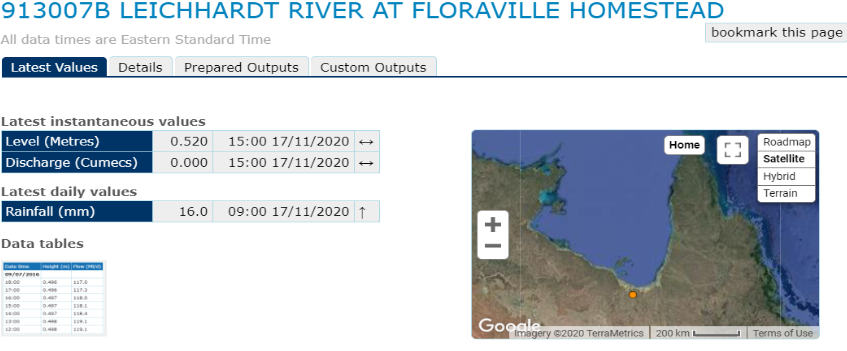 913007B LEICHHARDT RIVER AT FLORAVILLE HOMESTEAD
All data times are Eastern Standard Time
bookmark this page
Latest Values Details Prepared Outputs Custom Outputs
Latest instantaneous values
Level (Metres) 0.520 15:00 17/11/2020 ↔
Discharge (Cumecs) 0.000 15:00 17/11/2020 ↔
Latest daily values
Rainfall (mm) 16.0 09:00 17/11/2020 ↑
Data tables
Date time Height (m) Flow (Ml/d)
09/07/2016
18:00 0.496 117.0
17:00 0.496 117.3
16:00 0.497 118.0
15:00 0.497 118.1
14:00 0.497 118.4
13:00 0.498 119.1
12:00 0.498 119.1
Home
Roadmap
Satellite
Hybrid
Terrain
+
−
Google
Imagery ©2020 TerraMetrics 200 km Terms of Use